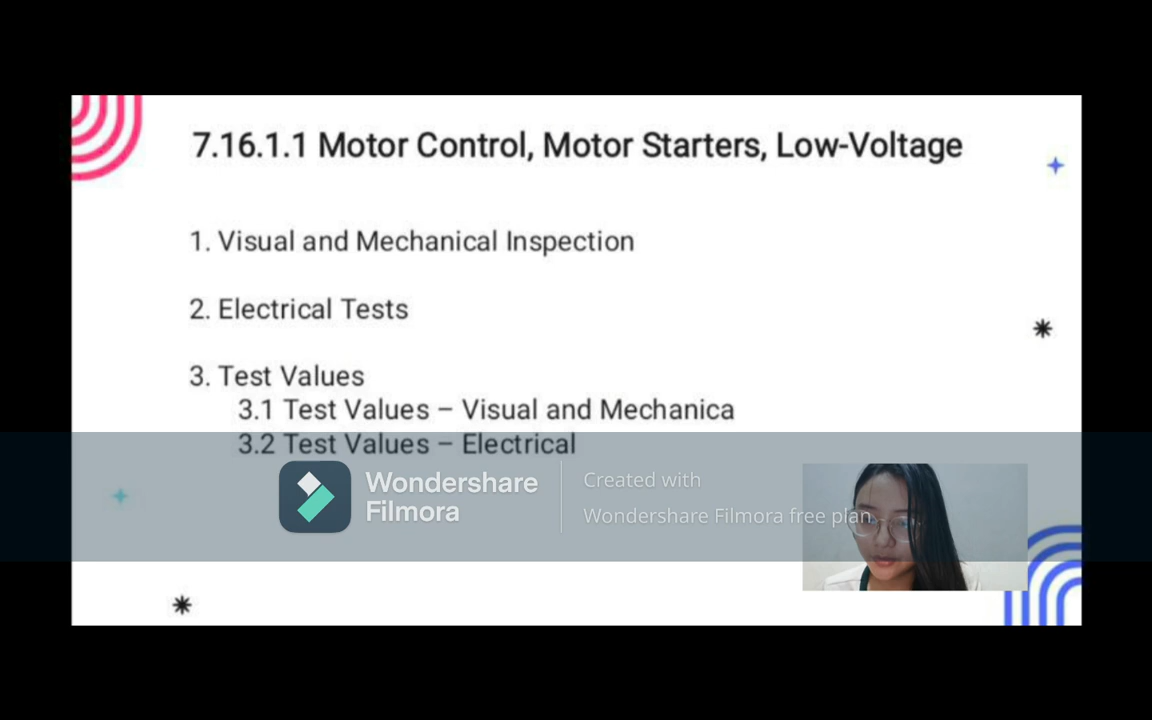 7.16.1.1 Motor Control, Motor Starters, Low-Voltage
1. Visual and Mechanical Inspection
2. Electrical Tests
3. Test Values
3.1 Test Values – Visual and Mechanica
3.2 Test Values – Electrical
Wondershare
Filmora
Created with
Wondershare Filmora free plan